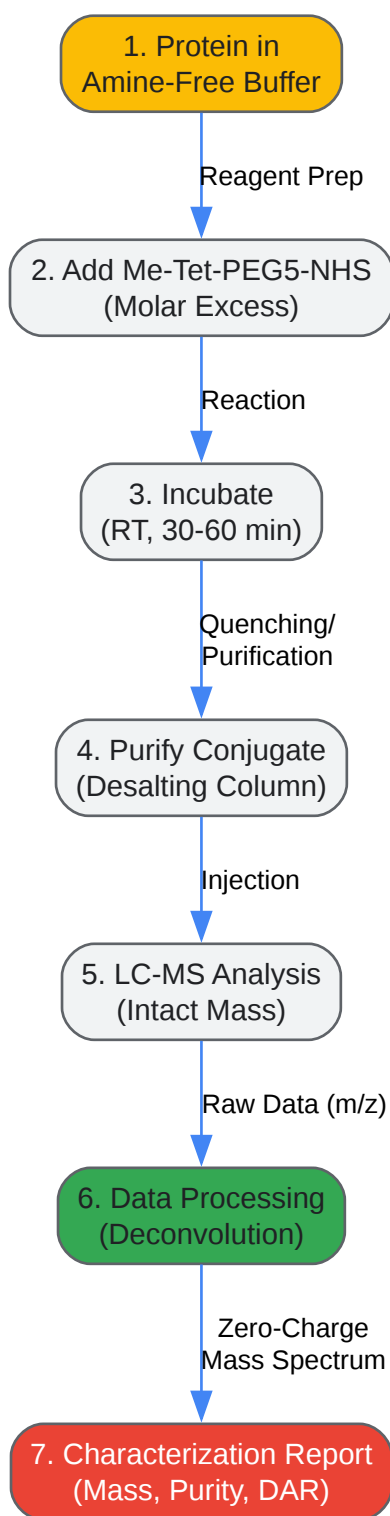 1. Protein in
Amine-Free Buffer
Reagent Prep
2. Add Me-Tet-PEG5-NHS
(Molar Excess)
Reaction
3. Incubate
(RT, 30-60 min)
Quenching/
Purification
4. Purify Conjugate
(Desalting Column)
Injection
5. LC-MS Analysis
(Intact Mass)
Raw Data (m/z)
6. Data Processing
(Deconvolution)
Zero-Charge
Mass Spectrum
7. Characterization Report
(Mass, Purity, DAR)